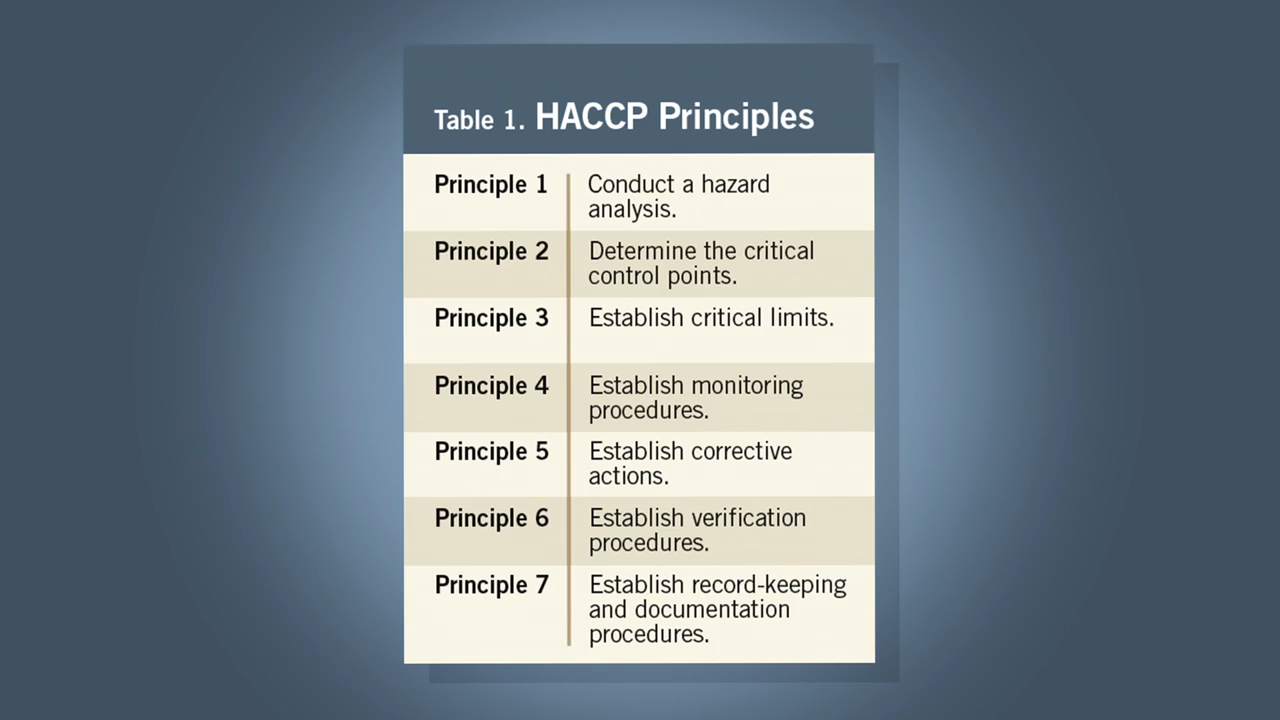 Table 1. HACCP Principles
Principle 1 Conduct a hazard
analysis.
Principle 2 Determine the critical
control points.
Principle 3 Establish critical limits.
Principle 4 Establish monitoring
procedures.
Principle 5 Establish corrective
actions.
Principle 6 Establish verification
procedures.
Principle 7 Establish record-keeping
and documentation
procedures.